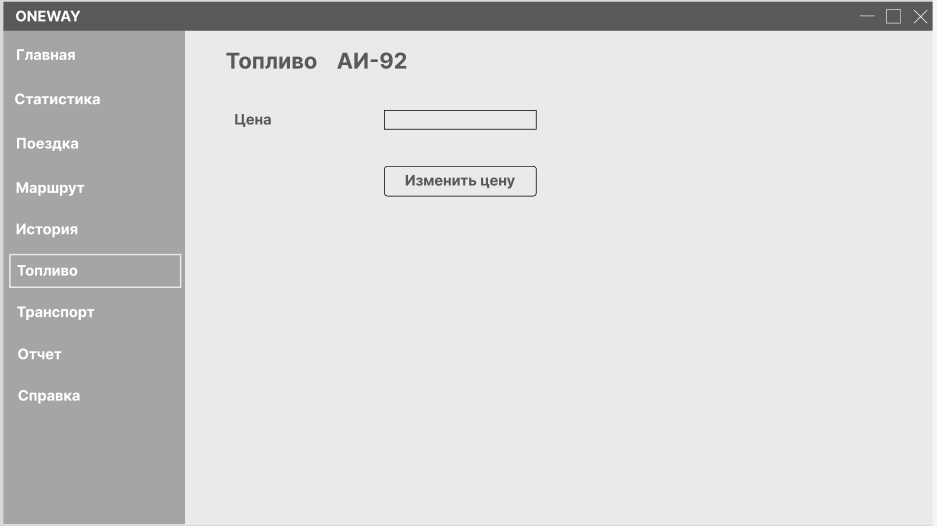 ONEWAY
Главная
Статистика
Поездка
Маршрут
История
Топливо
Транспорт
Отчет
Справка
Топливо АИ-92
Цена
Изменить цену